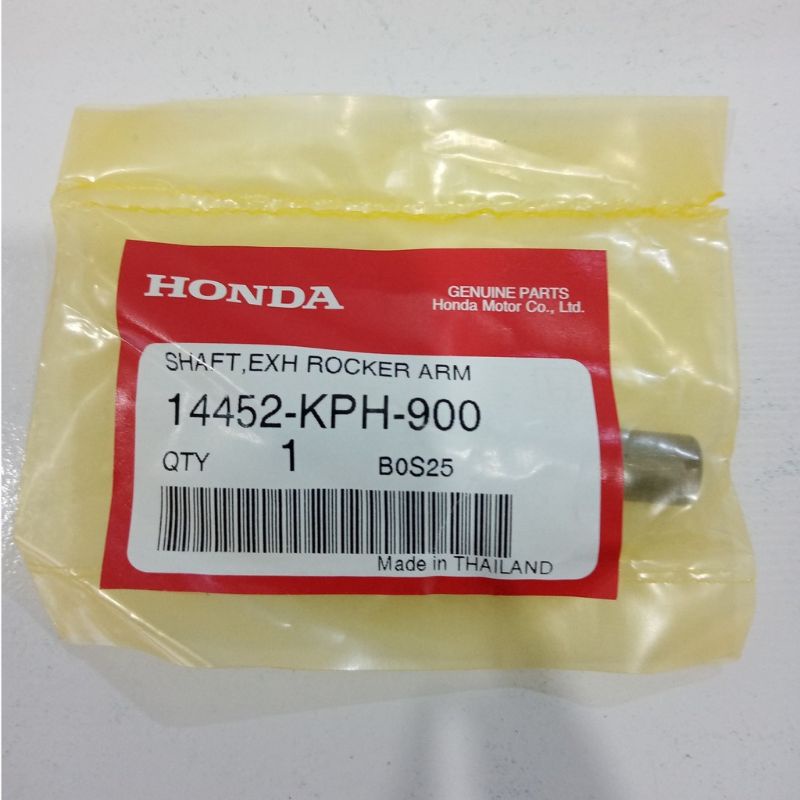 HONDA
GENUINE PARTS
Honda Motor Co., Ltd.
SHAFT,EXH ROCKER ARM
14452-KPH-900
QTY 1 B0S25
Made in THAILAND